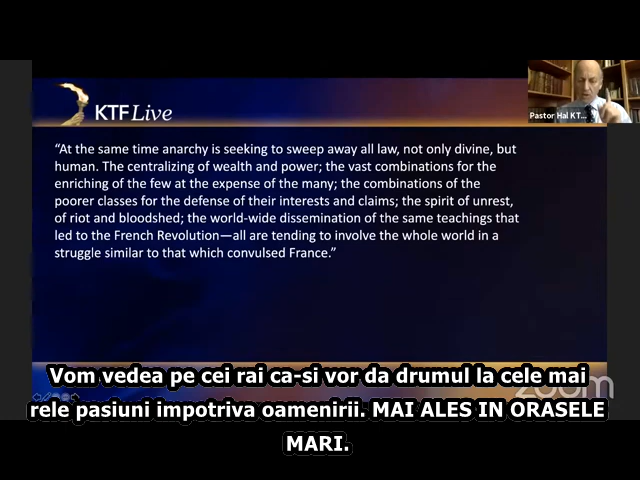 KTF Live
Pastor Hal KT...
“At the same time anarchy is seeking to sweep away all law, not only divine, but
human. The centralizing of wealth and power; the vast combinations for the
enriching of the few at the expense of the many; the combinations of the
poorer classes for the defense of their interests and claims; the spirit of unrest,
of riot and bloodshed; the world-wide dissemination of the same teachings that
led to the French Revolution—all are tending to involve the whole world in a
struggle similar to that which convulsed France.”
Vom vedea pe cei rai ca-si vor da drumul la cele mai
rele pasiuni impotriva oamenirii. MAI ALES IN ORASELE
MARI.
zoom